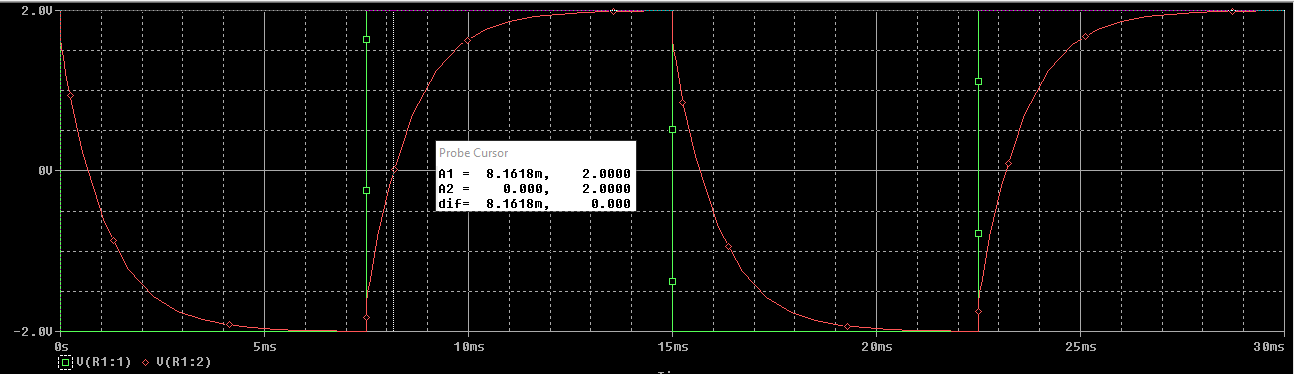 2.0V
Probe Cursor
A1 = 8.1618m, 2.0000
A2 = 0.000, 2.0000
dif= 8.1618m, 0.000
0V
-2.0V
0s 5ms 10ms 15ms 20ms 25ms 30ms
V(R1:1) V(R1:2)